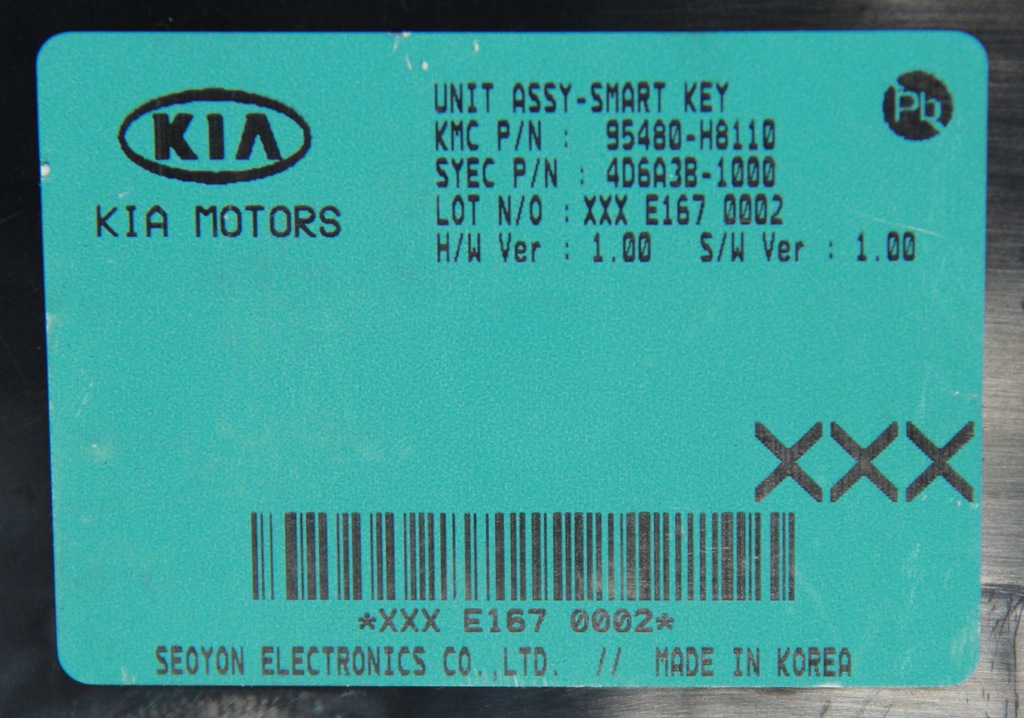 KIA
KIA MOTORS
UNIT ASSY-SMART KEY
KMC P/N : 95480-H8110
SYEC P/N : 4D6A3B-1000
LOT N/O : XXX E167 0002
H/W Ver : 1.00 S/W Ver : 1.00
Pb
XXX
*XXX E167 0002*
SEOYON ELECTRONICS CO.,LTD. // MADE IN KOREA